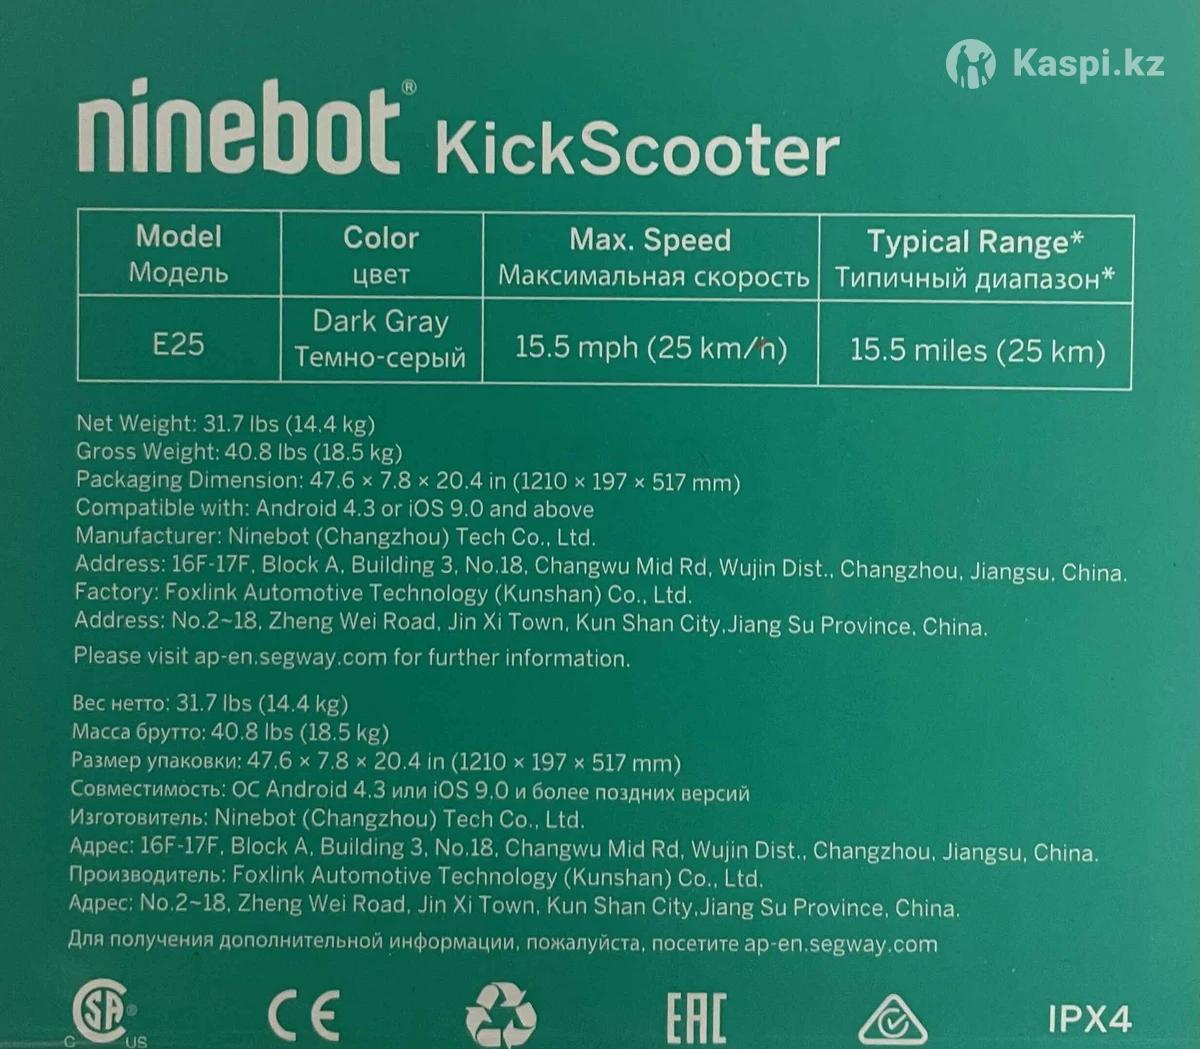 Kaspi.kz
ninebot® KickScooter
Model Color Max. Speed Typical Range*
Модель цвет Максимальная скорость Типичный диапазон*
E25 Dark Gray 15.5 mph (25 km/h) 15.5 miles (25 km)
Темно-серый
Net Weight: 31.7 lbs (14.4 kg)
Gross Weight: 40.8 lbs (18.5 kg)
Packaging Dimension: 47.6 × 7.8 × 20.4 in (1210 × 197 × 517 mm)
Compatible with: Android 4.3 or iOS 9.0 and above
Manufacturer: Ninebot (Changzhou) Tech Co., Ltd.
Address: 16F-17F, Block A, Building 3, No.18, Changwu Mid Rd, Wujin Dist., Changzhou, Jiangsu, China.
Factory: Foxlink Automotive Technology (Kunshan) Co., Ltd.
Address: No.2~18, Zheng Wei Road, Jin Xi Town, Kun Shan City,Jiang Su Province, China.
Please visit ap-en.segway.com for further information.
Вес нетто: 31.7 lbs (14.4 kg)
Масса брутто: 40.8 lbs (18.5 kg)
Размер упаковки: 47.6 × 7.8 × 20.4 in (1210 × 197 × 517 mm)
Совместимость: ОС Android 4.3 или iOS 9.0 и более поздних версий
Изготовитель: Ninebot (Changzhou) Tech Co., Ltd.
Адрес: 16F-17F, Block A, Building 3, No.18, Changwu Mid Rd, Wujin Dist., Changzhou, Jiangsu, China.
Производитель: Foxlink Automotive Technology (Kunshan) Co., Ltd.
Адрес: No.2~18, Zheng Wei Road, Jin Xi Town, Kun Shan City,Jiang Su Province, China.
Для получения дополнительной информации, пожалуйста, посетите ap-en.segway.com
C SA® US CE EAC IPX4